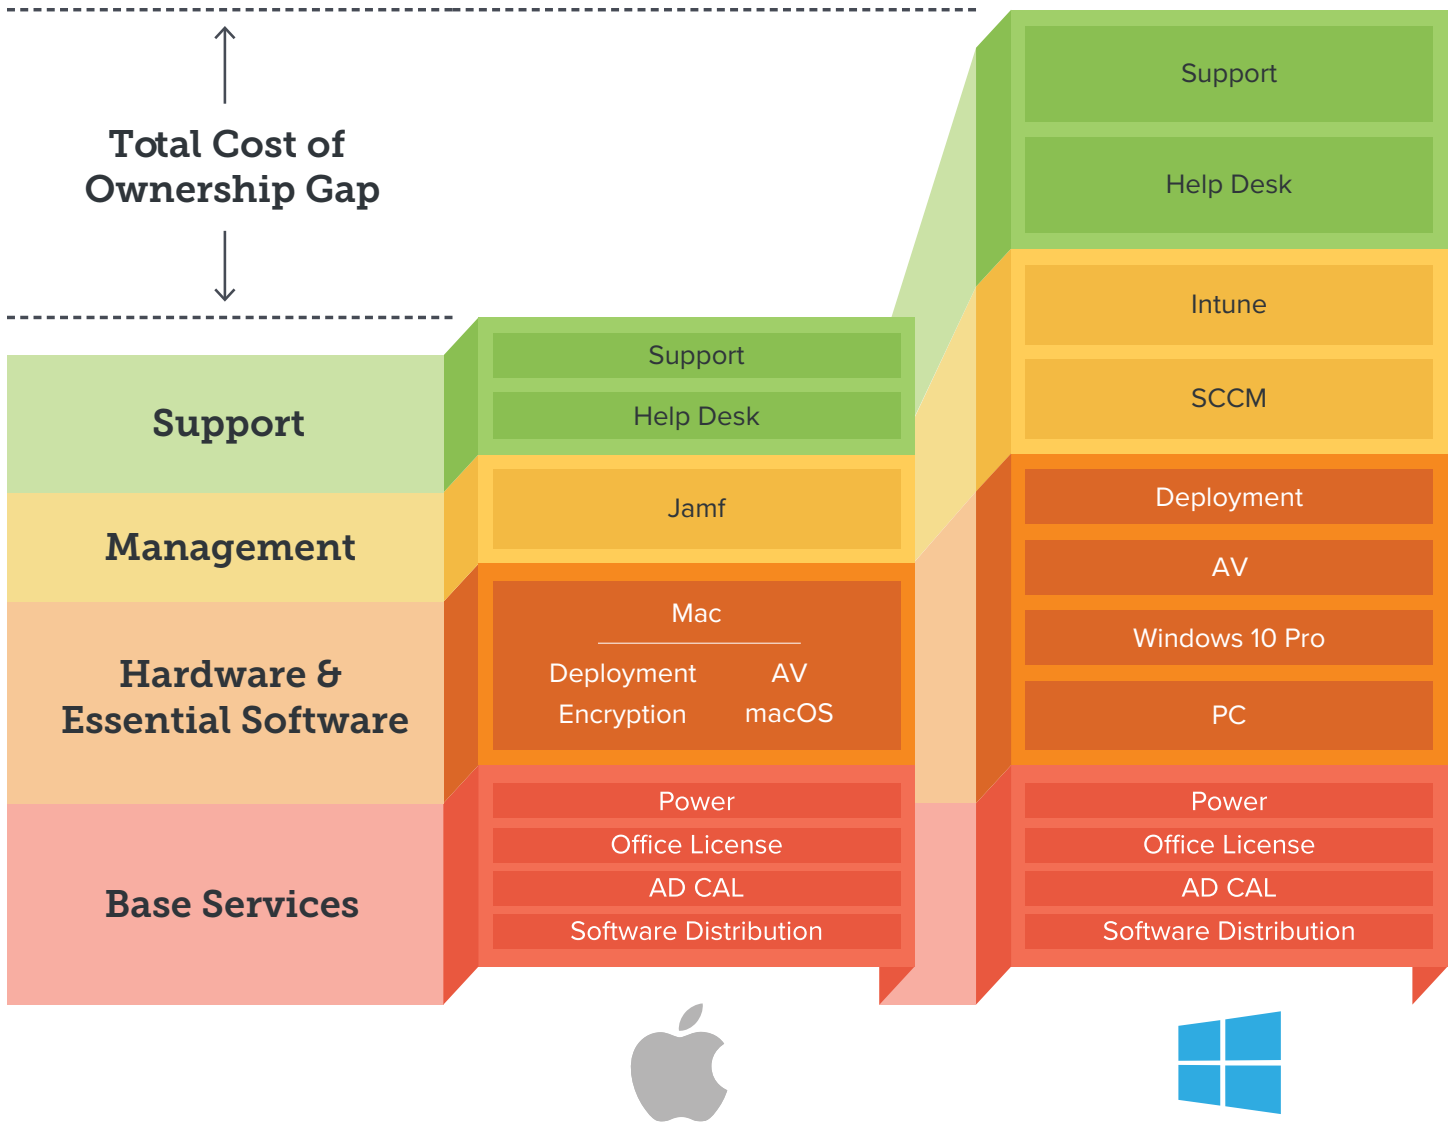 Total Cost of
Ownership Gap
Support
Management
Hardware &
Essential Software
Base Services
Support
Help Desk
Jamf
Mac
Deployment AV
Encryption macOS
Power
Office License
AD CAL
Software Distribution
Support
Help Desk
Intune
SCCM
Deployment
AV
Windows 10 Pro
PC
Power
Office License
AD CAL
Software Distribution